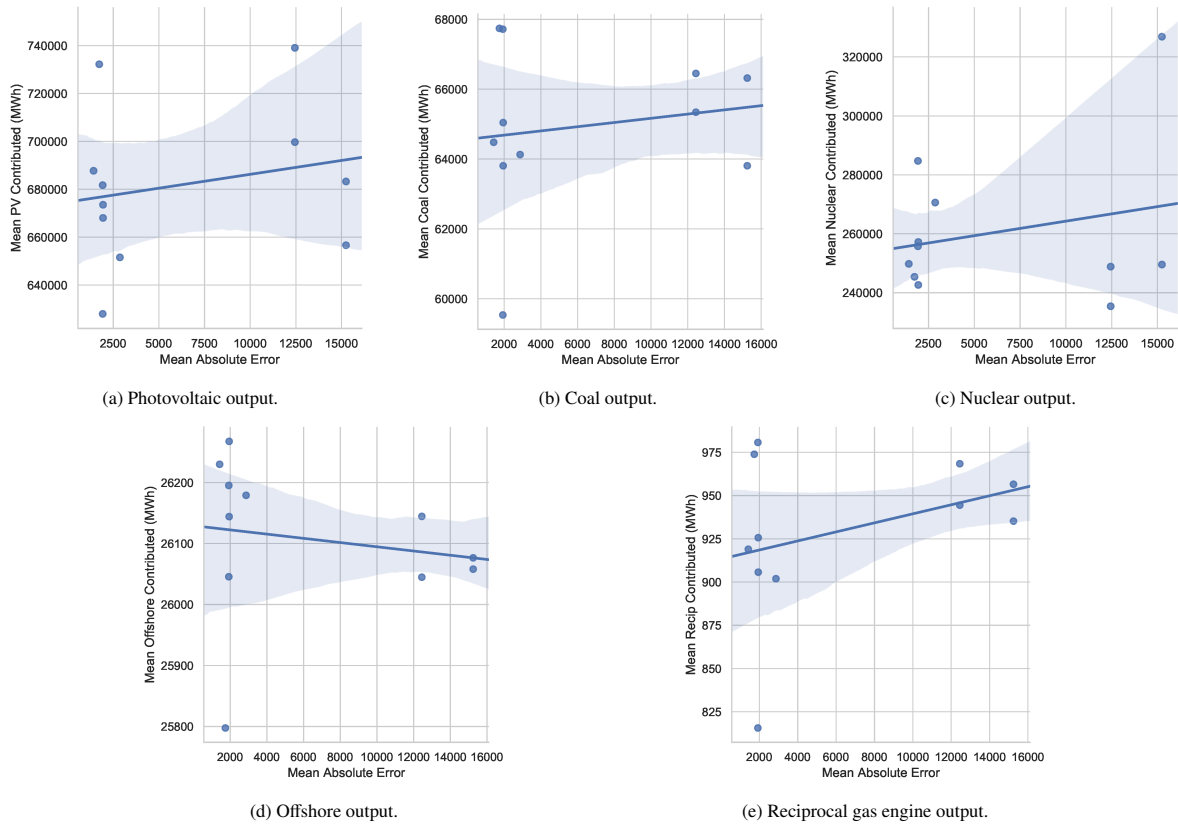 740000
720000
700000
680000
660000
640000
Mean PV Contributed (MWh)
2500 5000 7500 10000 12500 15000
Mean Absolute Error
(a) Photovoltaic output.
68000
66000
64000
62000
60000
Mean Coal Contributed (MWh)
2000 4000 6000 8000 10000 12000 14000 16000
Mean Absolute Error
(b) Coal output.
320000
300000
280000
260000
240000
Mean Nuclear Contributed (MWh)
2500 5000 7500 10000 12500 15000
Mean Absolute Error
(c) Nuclear output.
26200
26100
26000
25900
25800
Mean Offshore Contributed (MWh)
2000 4000 6000 8000 10000 12000 14000 16000
Mean Absolute Error
(d) Offshore output.
975
950
925
900
875
850
825
Mean Recip Contributed (MWh)
2000 4000 6000 8000 10000 12000 14000 16000
Mean Absolute Error
(e) Reciprocal gas engine output.